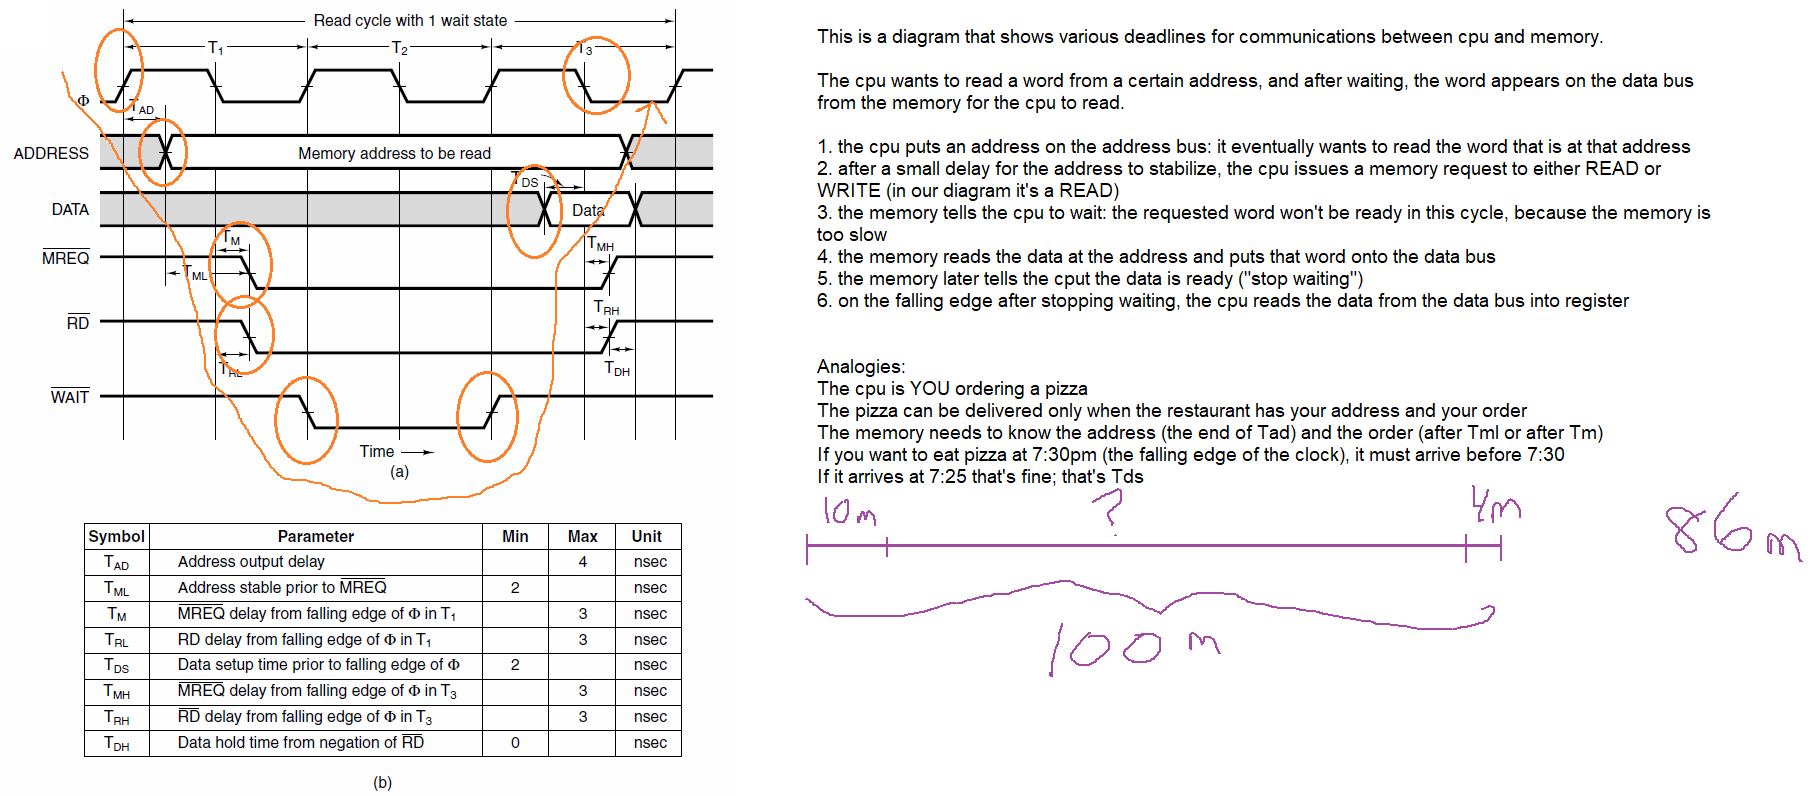 Read cycle with 1 wait state
T1
T2
T3
Φ
TAD
ADDRESS
Memory address to be read
TDS
DATA
Data
TM
TMH
MREQ
TML
TRH
RD
TRL
TDH
WAIT
Time
(a)
Symbol Parameter Min Max Unit
TAD Address output delay 4 nsec
TML Address stable prior to MREQ 2 nsec
TM MREQ delay from falling edge of Φ in T1 3 nsec
TRL RD delay from falling edge of Φ in T1 3 nsec
TDS Data setup time prior to falling edge of Φ 2 nsec
TMH MREQ delay from falling edge of Φ in T3 3 nsec
TRH RD delay from falling edge of Φ in T3 3 nsec
TDH Data hold time from negation of RD 0 nsec
(b)
This is a diagram that shows various deadlines for communications between cpu and memory.
The cpu wants to read a word from a certain address, and after waiting, the word appears on the data bus
from the memory for the cpu to read.
1. the cpu puts an address on the address bus: it eventually wants to read the word that is at that address
2. after a small delay for the address to stabilize, the cpu issues a memory request to either READ or
WRITE (in our diagram it's a READ)
3. the memory tells the cpu to wait: the requested word won't be ready in this cycle, because the memory is
too slow
4. the memory reads the data at the address and puts that word onto the data bus
5. the memory later tells the cput the data is ready ("stop waiting")
6. on the falling edge after stopping waiting, the cpu reads the data from the data bus into register
Analogies:
The cpu is YOU ordering a pizza
The pizza can be delivered only when the restaurant has your address and your order
The memory needs to know the address (the end of Tad) and the order (after Tml or after Tm)
If you want to eat pizza at 7:30pm (the falling edge of the clock), it must arrive before 7:30
If it arrives at 7:25 that's fine; that's Tds
10m ? 4m
86m
100m